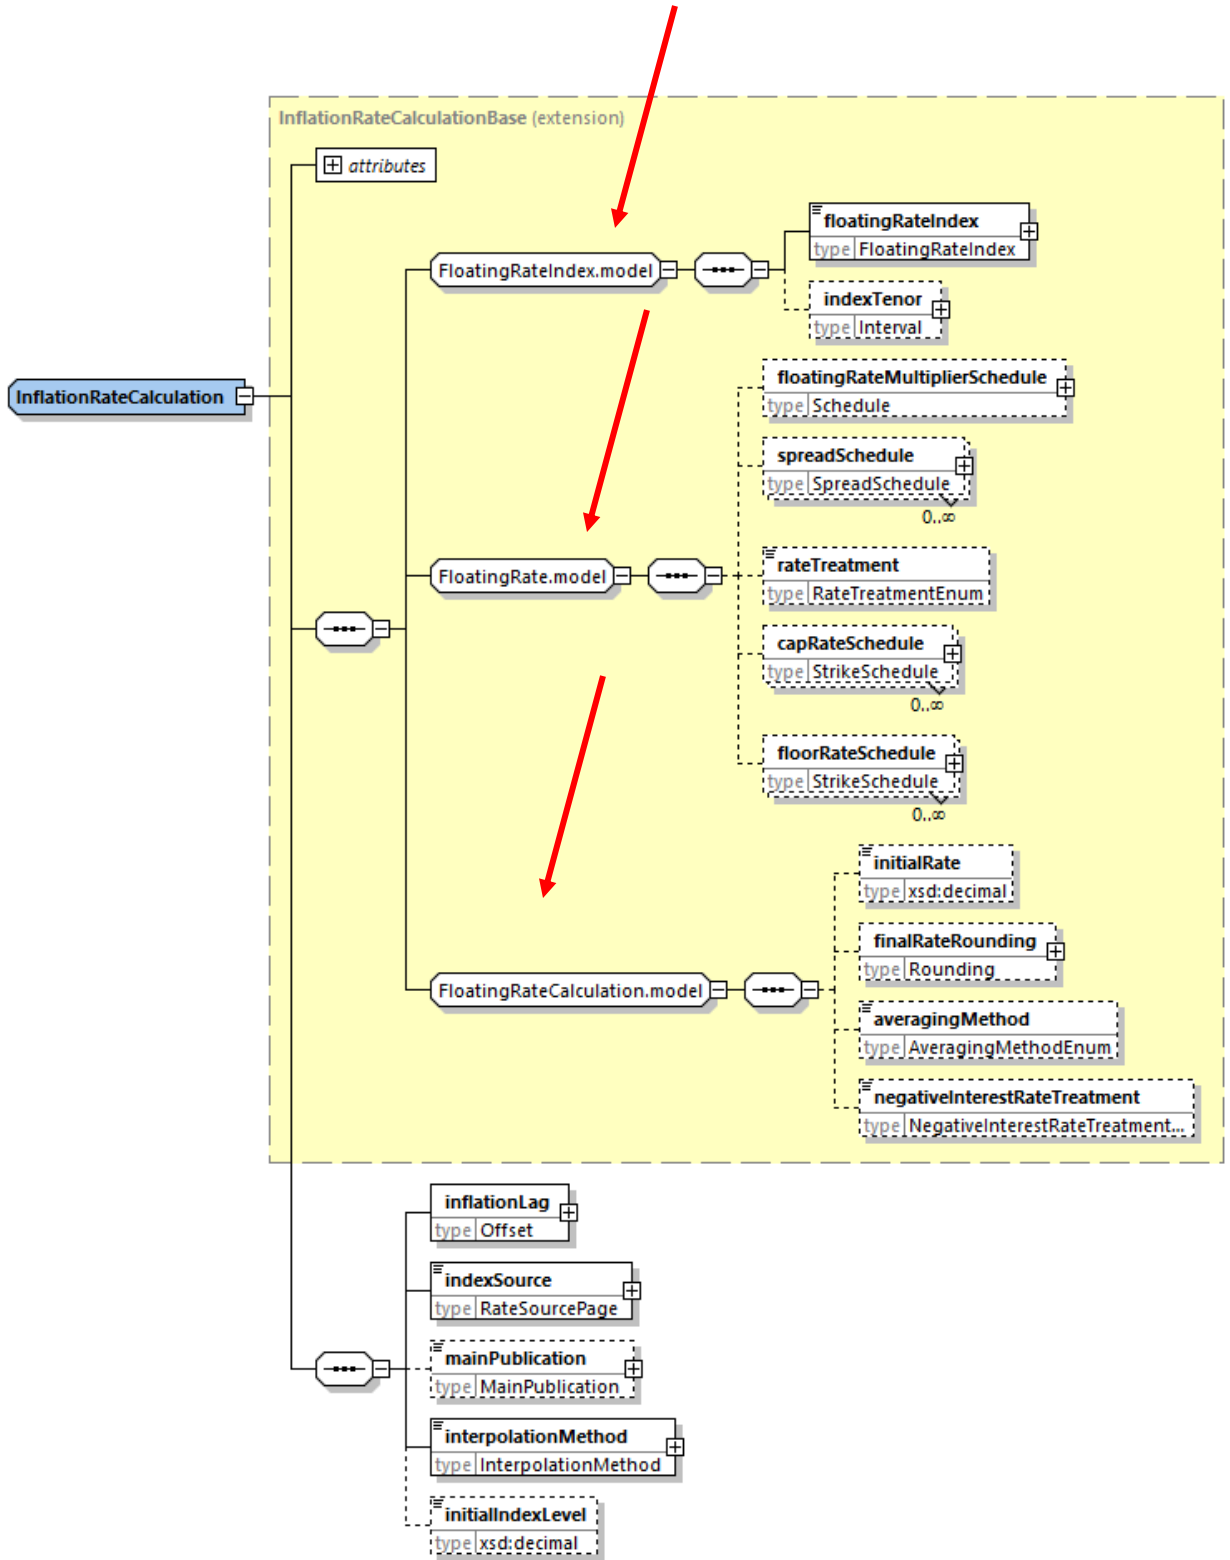 InflationRateCalculationBase (extension)
attributes
floatingRateIndex
type FloatingRateIndex
FloatingRateIndex.model
indexTenor
type Interval
floatingRateMultiplierSchedule
type Schedule
InflationRateCalculation
spreadSchedule
type SpreadSchedule
0..∞
rateTreatment
type RateTreatmentEnum
FloatingRate.model
capRateSchedule
type StrikeSchedule
0..∞
floorRateSchedule
type StrikeSchedule
0..∞
initialRate
type xsd:decimal
finalRateRounding
type Rounding
FloatingRateCalculation.model
averagingMethod
type AveragingMethodEnum
negativeInterestRateTreatment
type NegativeInterestRateTreatment...
inflationLag
type Offset
indexSource
type RateSourcePage
mainPublication
type MainPublication
interpolationMethod
type InterpolationMethod
initialIndexLevel
type xsd:decimal